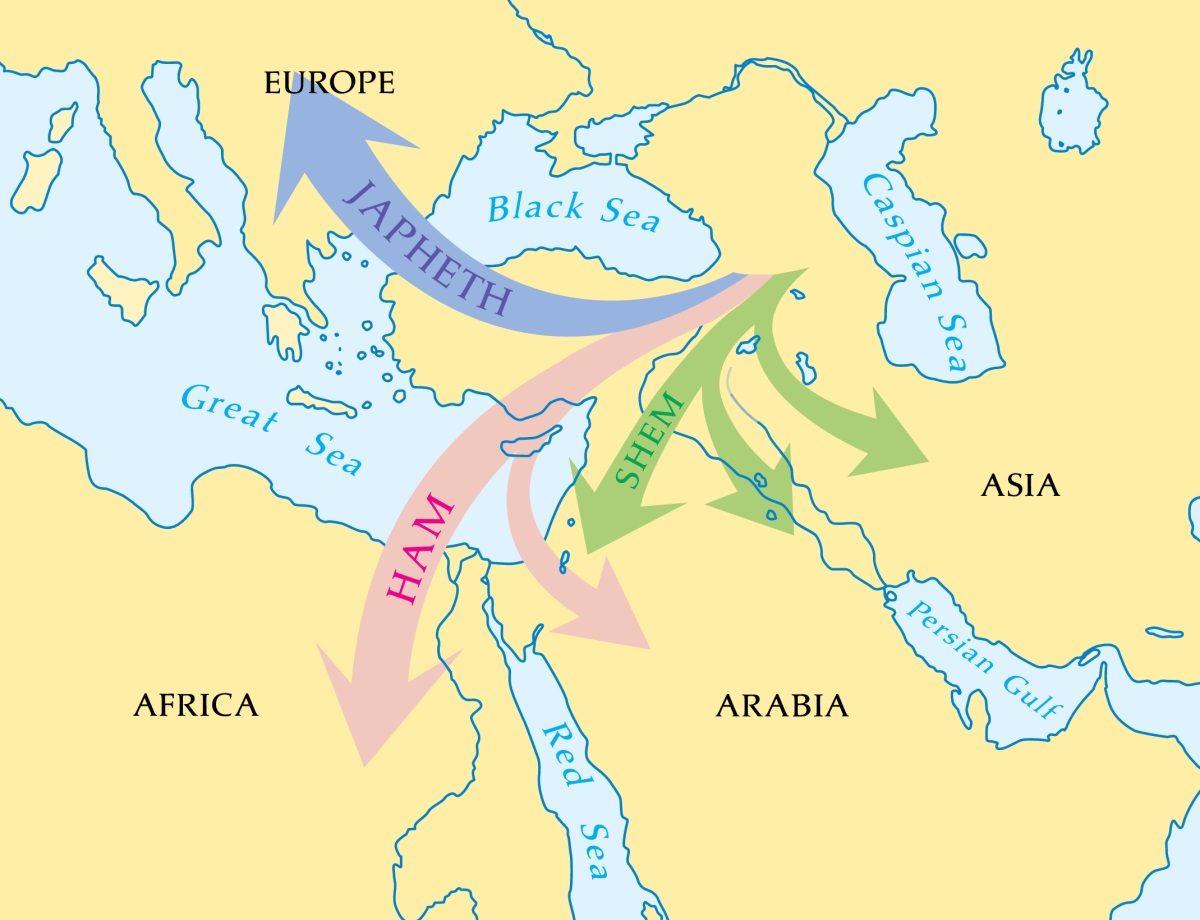 EUROPE
JAPHETH
Black Sea
Caspian Sea
Great Sea
SHEM
ASIA
HAM
Persian Gulf
AFRICA
ARABIA
Red Sea